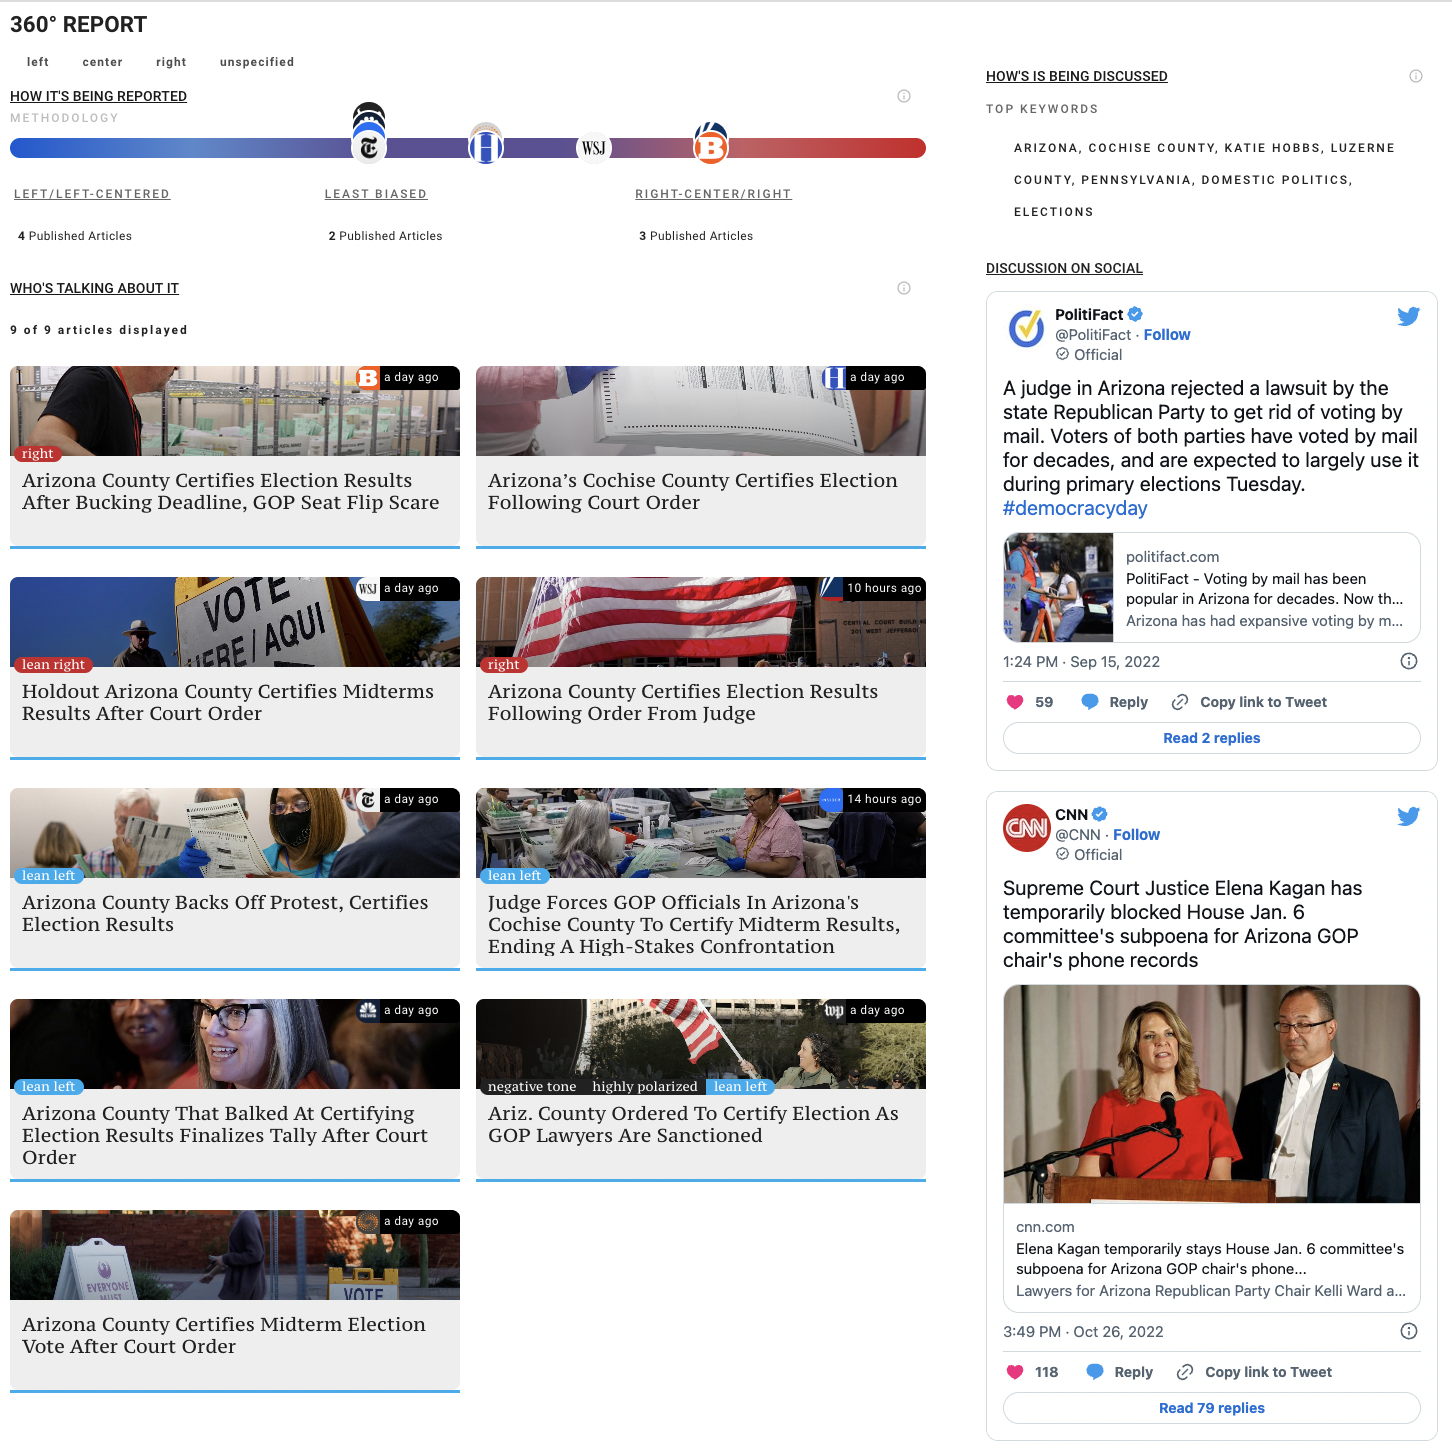 360° REPORT
left center right unspecified
HOW IT'S BEING REPORTED
METHODOLOGY
WSJ
B
LEFT/LEFT-CENTERED LEAST BIASED RIGHT-CENTER/RIGHT
4 Published Articles 2 Published Articles 3 Published Articles
WHO'S TALKING ABOUT IT
9 of 9 articles displayed
B a day ago
right
Arizona County Certifies Election Results
After Bucking Deadline, GOP Seat Flip Scare
H a day ago
Arizona’s Cochise County Certifies Election
Following Court Order
WSJ a day ago
VOTE
HERE/AQUI
lean right
Holdout Arizona County Certifies Midterms
Results After Court Order
10 hours ago
CENTRAL COURT BUILDING
201 WEST JEFFERSON
right
Arizona County Certifies Election Results
Following Order From Judge
a day ago
lean left
Arizona County Backs Off Protest, Certifies
Election Results
INSIDER 14 hours ago
lean left
Judge Forces GOP Officials In Arizona's
Cochise County To Certify Midterm Results,
Ending A High-Stakes Confrontation
NEWS a day ago
lean left
Arizona County That Balked At Certifying
Election Results Finalizes Tally After Court
Order
wp a day ago
negative tone highly polarized lean left
Ariz. County Ordered To Certify Election As
GOP Lawyers Are Sanctioned
a day ago
EVERYONE
MUST
VOTE
Arizona County Certifies Midterm Election
Vote After Court Order
HOW'S IS BEING DISCUSSED
TOP KEYWORDS
ARIZONA, COCHISE COUNTY, KATIE HOBBS, LUZERNE
COUNTY, PENNSYLVANIA, DOMESTIC POLITICS,
ELECTIONS
DISCUSSION ON SOCIAL
PolitiFact
@PolitiFact · Follow
Official
A judge in Arizona rejected a lawsuit by the
state Republican Party to get rid of voting by
mail. Voters of both parties have voted by mail
for decades, and are expected to largely use it
during primary elections Tuesday.
#democracyday
politifact.com
PolitiFact - Voting by mail has been
popular in Arizona for decades. Now th...
Arizona has had expansive voting by m...
1:24 PM · Sep 15, 2022
59 Reply Copy link to Tweet
Read 2 replies
CNN
CNN
@CNN · Follow
Official
Supreme Court Justice Elena Kagan has
temporarily blocked House Jan. 6
committee's subpoena for Arizona GOP
chair's phone records
cnn.com
Elena Kagan temporarily stays House Jan. 6 committee's
subpoena for Arizona GOP chair's phone...
Lawyers for Arizona Republican Party Chair Kelli Ward a...
3:49 PM · Oct 26, 2022
118 Reply Copy link to Tweet
Read 79 replies